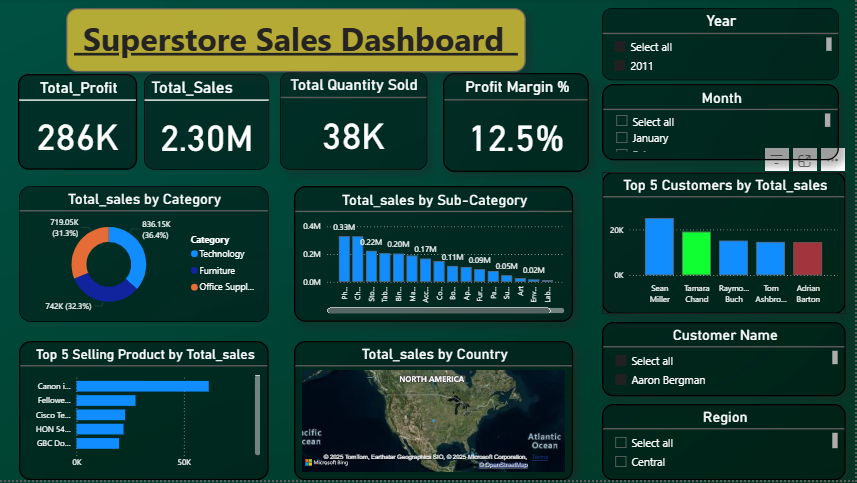 Superstore Sales Dashboard
Total_Profit
286K
Total_Sales
2.30M
Total Quantity Sold
38K
Profit Margin %
12.5%
Year
Select all
2011
Month
Select all
January
Total_sales by Category
719.05K
(31.3%)
836.15K
(36.4%)
742K (32.3%)
Category
Technology
Furniture
Office Suppl...
Total_sales by Sub-Category
0.4M
0.2M
0.0M
0.33M
0.22M
0.20M
0.17M
0.11M
0.09M
0.05M
0.02M
Ph...
Ch...
Sto...
Tab...
Bin...
Ma...
Acc...
Co...
Bo...
Ap...
Fur...
Pa...
Su...
Art
Env...
Lab...
Top 5 Customers by Total_sales
20K
0K
Sean
Miller
Tamara
Chand
Raymo...
Buch
Tom
Ashbro...
Adrian
Barton
Top 5 Selling Product by Total_sales
Canon i...
Fellowe...
Cisco Te...
HON 54...
GBC Do...
0K
50K
Total_sales by Country
NORTH AMERICA
cific
cean
Atlantic
Ocean
Microsoft Bing
© 2025 TomTom, Earthstar Geographics SIO, © 2025 Microsoft Corporation,
© OpenStreetMap
Terms
Customer Name
Select all
Aaron Bergman
Region
Select all
Central